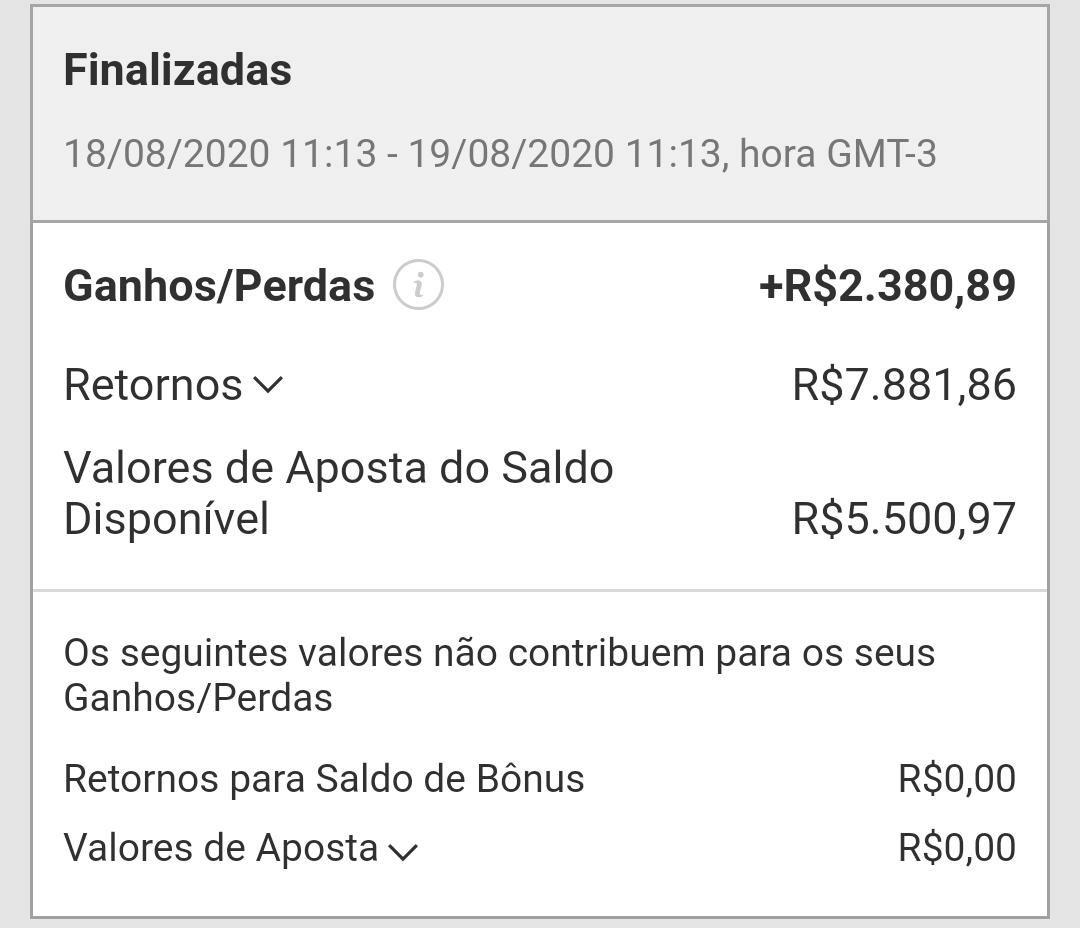 Finalizadas
18/08/2020 11:13 - 19/08/2020 11:13, hora GMT-3
Ganhos/Perdas i +R$2.380,89
Retornos R$7.881,86
Valores de Aposta do Saldo
Disponível R$5.500,97
Os seguintes valores não contribuem para os seus
Ganhos/Perdas
Retornos para Saldo de Bônus R$0,00
Valores de Aposta R$0,00